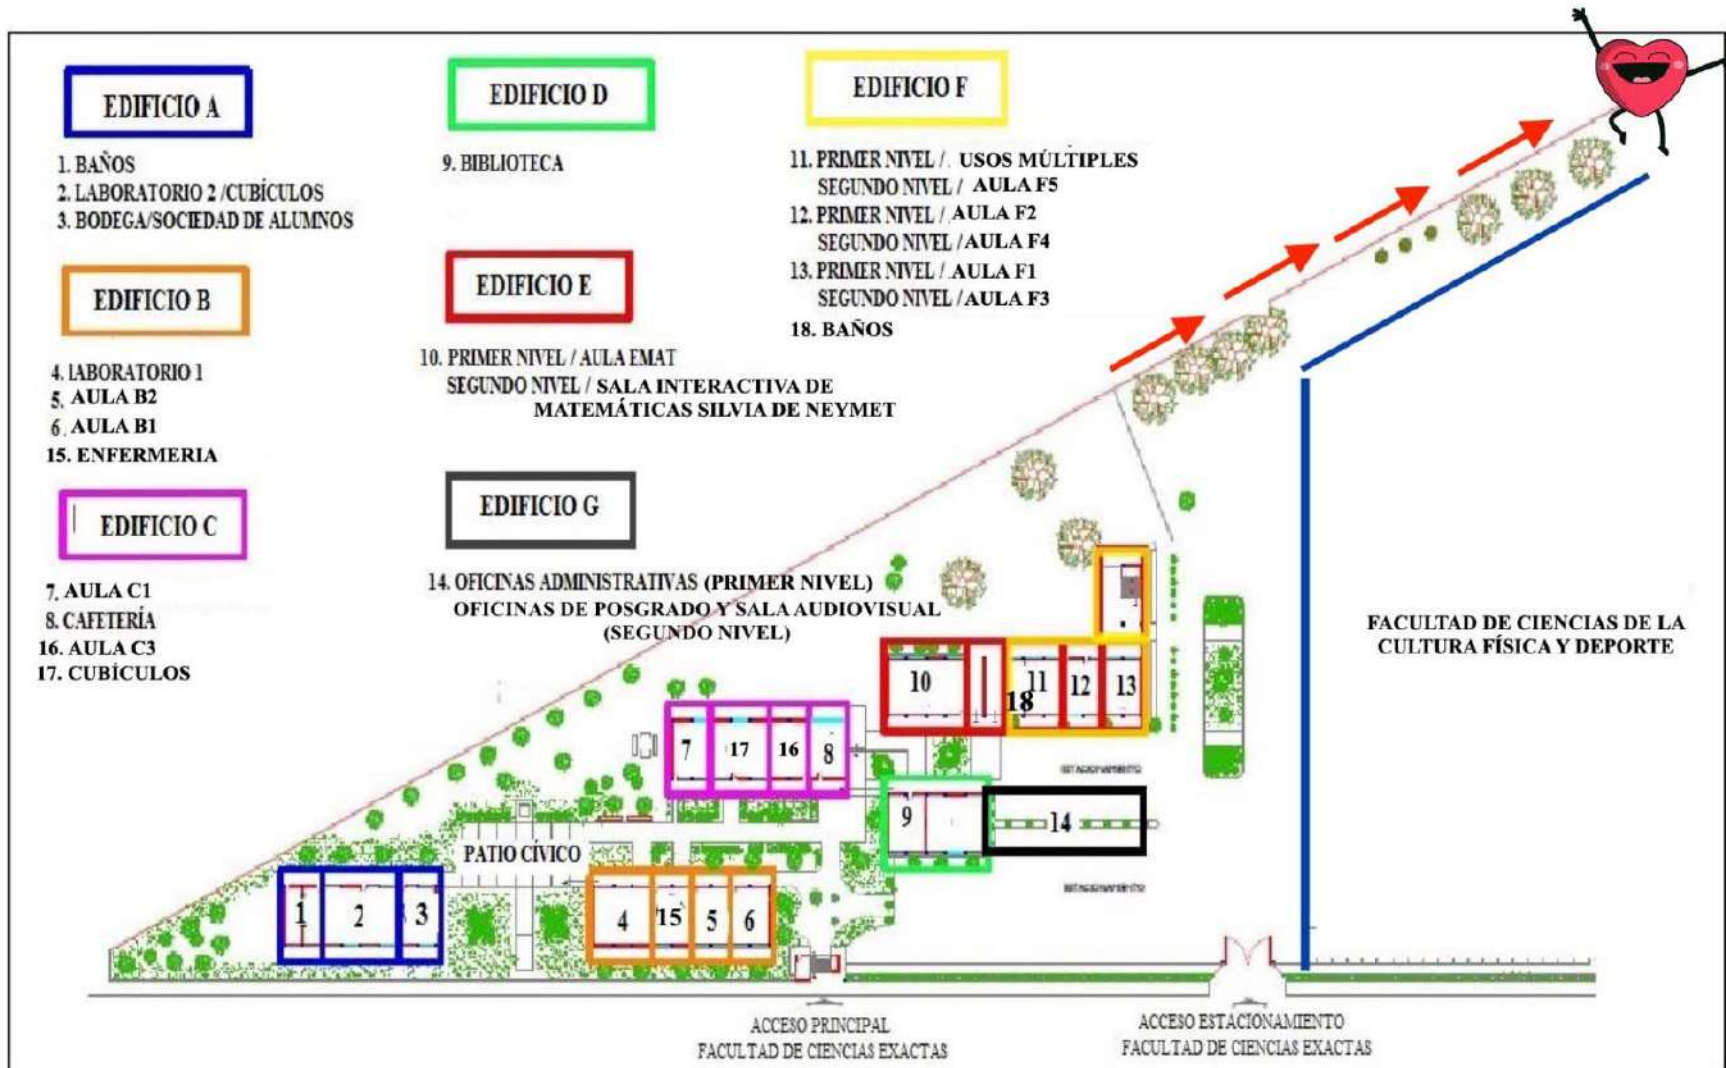 EDIFICIO A
1. BAÑOS
2. LABORATORIO 2 /CUBÍCULOS
3. BODEGA/SOCIEDAD DE ALUMNOS
EDIFICIO B
4. LABORATORIO 1
5. AULA B2
6. AULA B1
15. ENFERMERIA
EDIFICIO C
7. AULA C1
8. CAFETERÍA
16. AULA C3
17. CUBÍCULOS
EDIFICIO D
9. BIBLIOTECA
EDIFICIO E
10. PRIMER NIVEL / AULA EMAT
SEGUNDO NIVEL / SALA INTERACTIVA DE
MATEMÁTICAS SILVIA DE NEYMET
EDIFICIO G
14. OFICINAS ADMINISTRATIVAS (PRIMER NIVEL)
OFICINAS DE POSGRADO Y SALA AUDIOVISUAL
(SEGUNDO NIVEL)
EDIFICIO F
11. PRIMER NIVEL / USOS MÚLTIPLES
SEGUNDO NIVEL / AULA F5
12. PRIMER NIVEL / AULA F2
SEGUNDO NIVEL / AULA F4
13. PRIMER NIVEL / AULA F1
SEGUNDO NIVEL / AULA F3
18. BAÑOS
FACULTAD DE CIENCIAS DE LA
CULTURA FÍSICA Y DEPORTE
10 18 11 12 13
7 17 16 8
ESTACIONAMIENTO
9 14
PATIO CÍVICO
ESTACIONAMIENTO
1 2 3 4 15 5 6
ACCESO PRINCIPAL
FACULTAD DE CIENCIAS EXACTAS
ACCESO ESTACIONAMIENTO
FACULTAD DE CIENCIAS EXACTAS